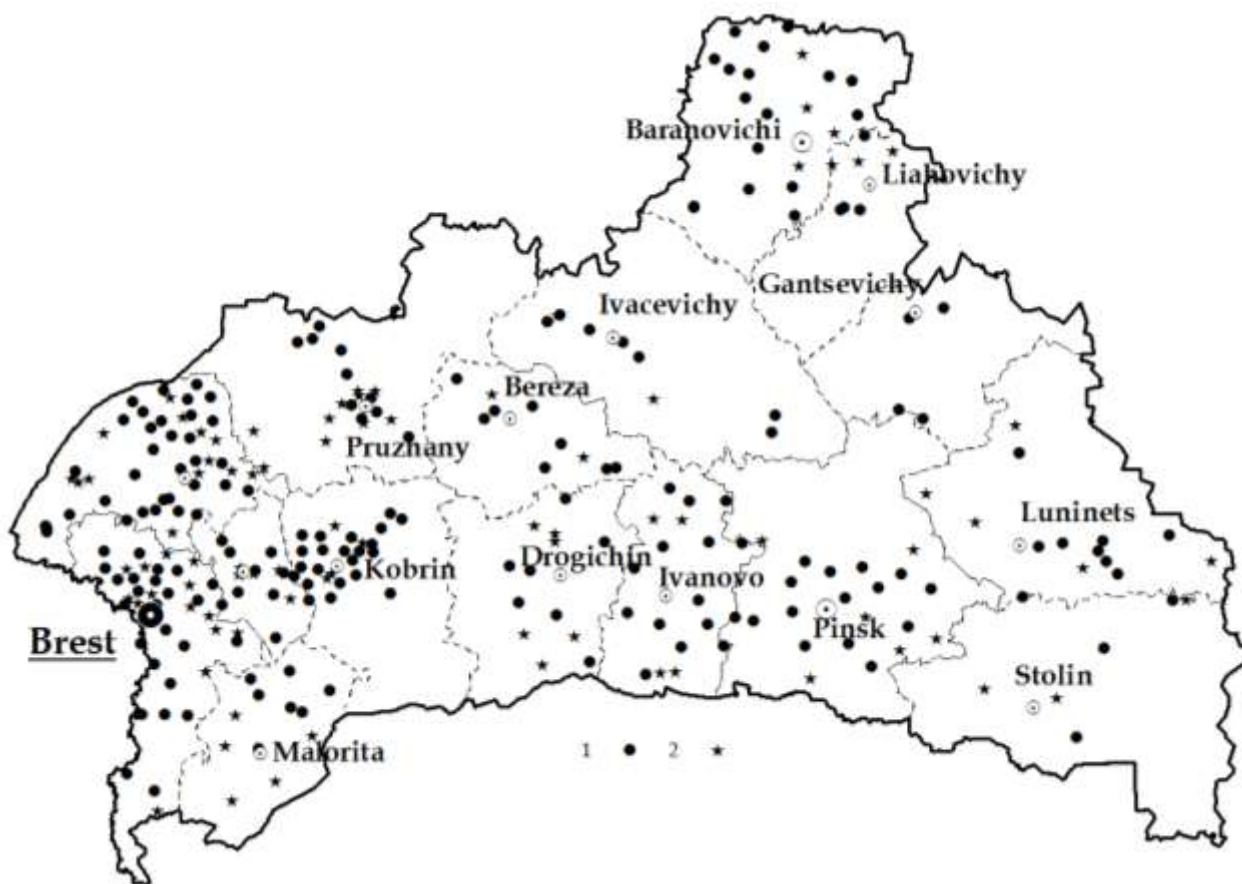 Baranovichi
Liahovichy
Gantsevichy
Ivacevichy
Bereza
Pruzhany
Luninets
Drogichin
Kobrin
Ivanovo
Pinsk
Brest
Stolin
Malorita
1 2